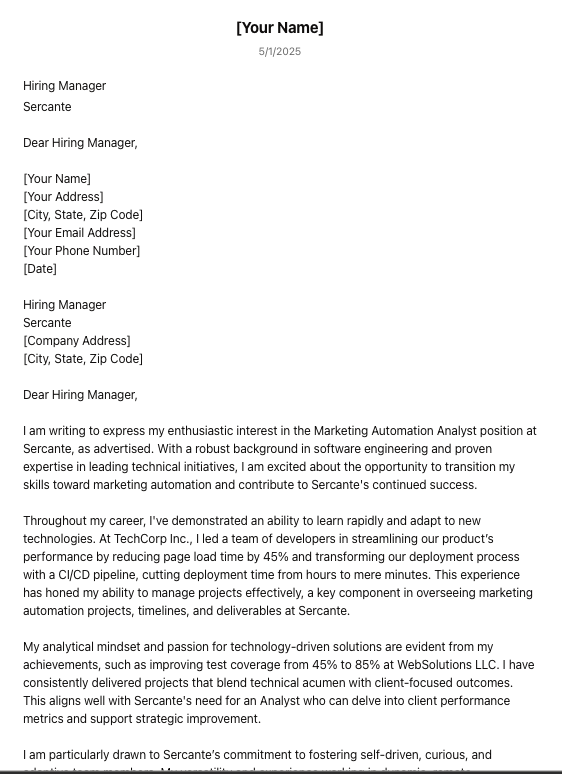 [Your Name]
5/1/2025
Hiring Manager
Sercante
Dear Hiring Manager,
[Your Name]
[Your Address]
[City, State, Zip Code]
[Your Email Address]
[Your Phone Number]
[Date]
Hiring Manager
Sercante
[Company Address]
[City, State, Zip Code]
Dear Hiring Manager,
I am writing to express my enthusiastic interest in the Marketing Automation Analyst position at
Sercante, as advertised. With a robust background in software engineering and proven
expertise in leading technical initiatives, I am excited about the opportunity to transition my
skills toward marketing automation and contribute to Sercante's continued success.
Throughout my career, I've demonstrated an ability to learn rapidly and adapt to new
technologies. At TechCorp Inc., I led a team of developers in streamlining our product's
performance by reducing page load time by 45% and transforming our deployment process
with a CI/CD pipeline, cutting deployment time from hours to mere minutes. This experience
has honed my ability to manage projects effectively, a key component in overseeing marketing
automation projects, timelines, and deliverables at Sercante.
My analytical mindset and passion for technology-driven solutions are evident from my
achievements, such as improving test coverage from 45% to 85% at WebSolutions LLC. I have
consistently delivered projects that blend technical acumen with client-focused outcomes.
This aligns well with Sercante's need for an Analyst who can delve into client performance
metrics and support strategic improvement.
I am particularly drawn to Sercante's commitment to fostering self-driven, curious, and